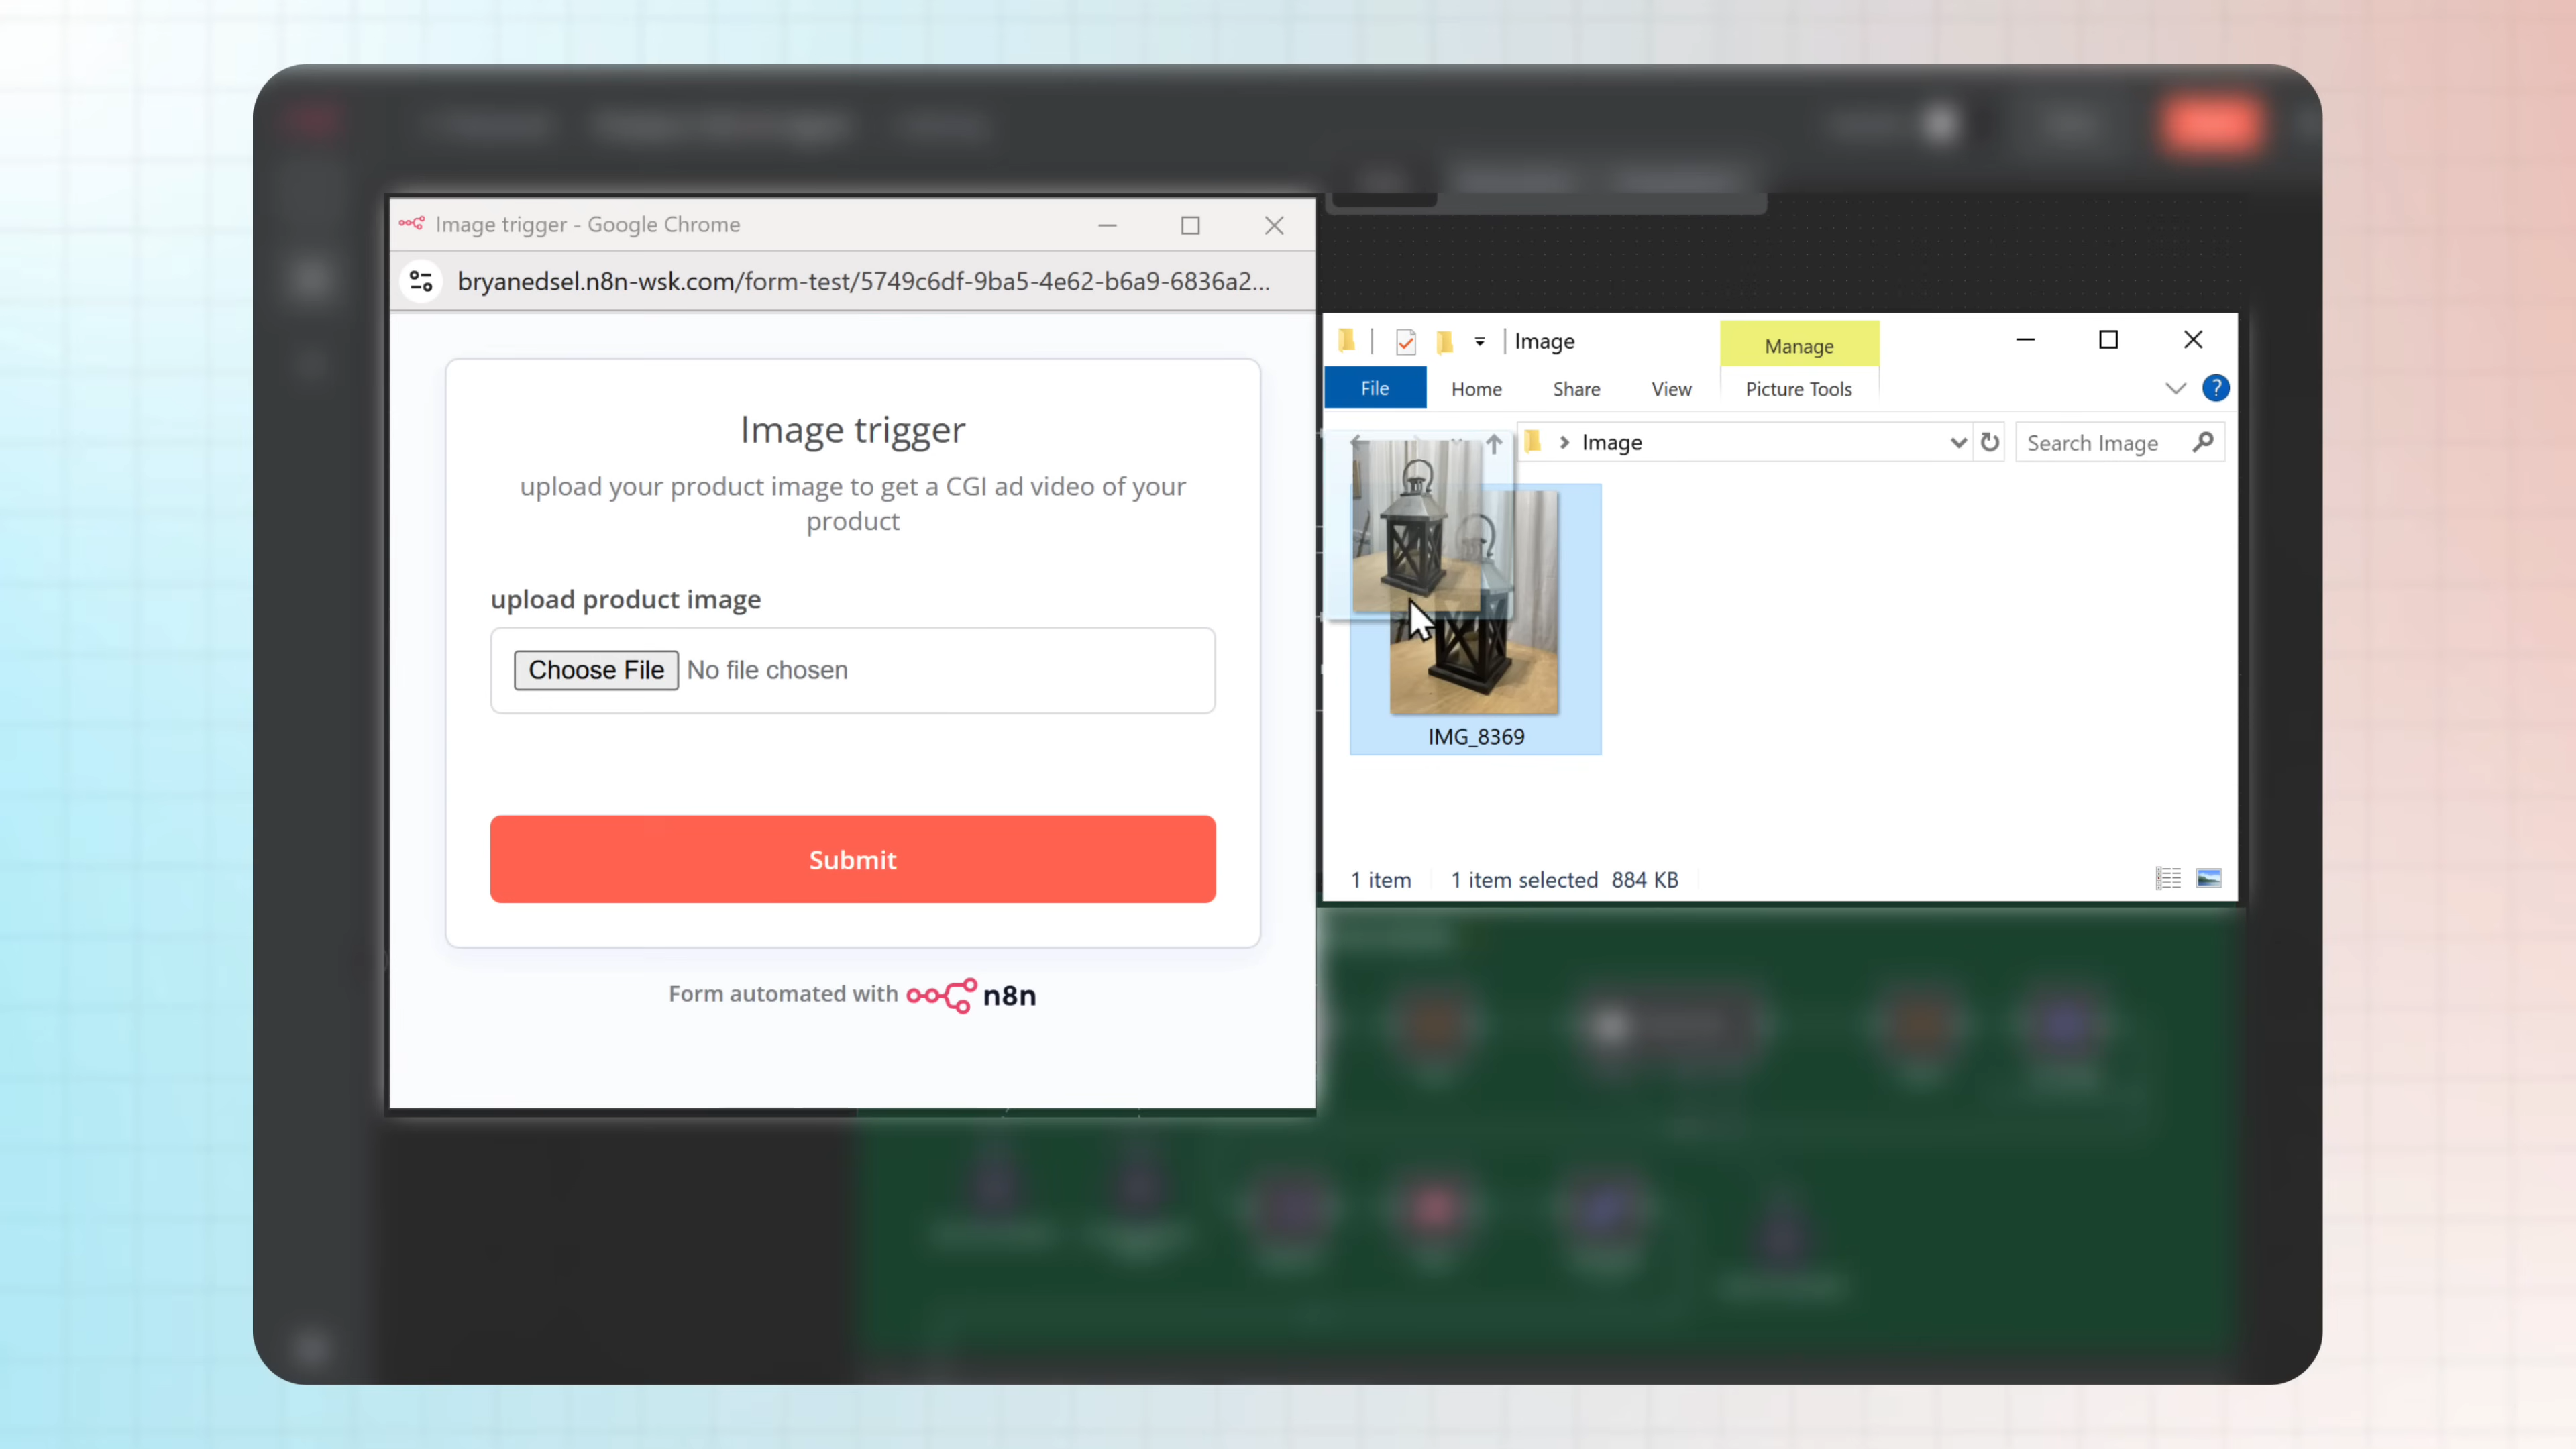 Image trigger - Google Chrome
bryanedsel.n8n-wsk.com/form-test/5749c6df-9ba5-4e62-b6a9-6836a2...
Image trigger
upload your product image to get a CGI ad video of your
product
upload product image
Choose File No file chosen
Submit
Form automated with n8n
Image
Manage
File Home Share View Picture Tools
Image
Search Image
IMG_8369
1 item 1 item selected 884 KB